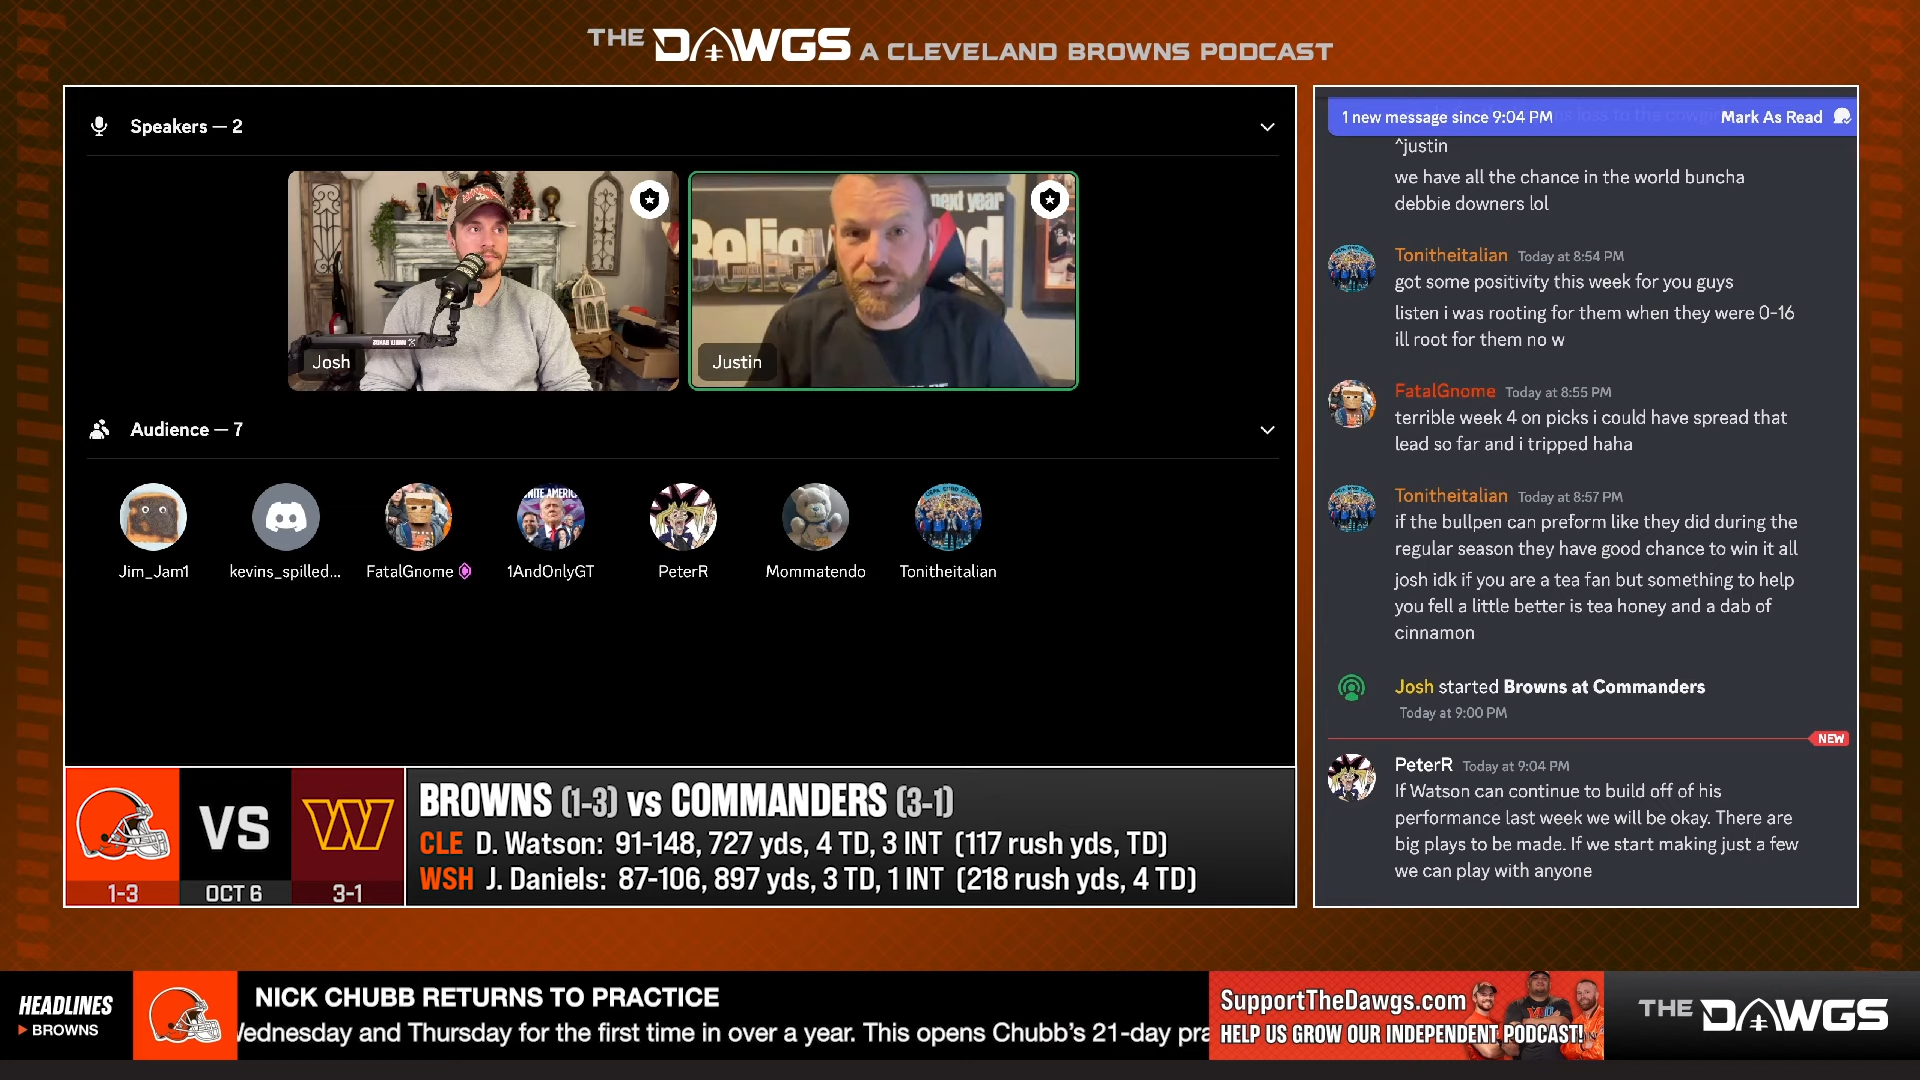 THE DAWGS A CLEVELAND BROWNS PODCAST
Speakers — 2
next year
Josh
Justin
Audience — 7
Jim_Jam1
kevins_spilled...
FatalGnome
1AndOnlyGT
PeterR
Mommatendo
Tonitheitalian
1 new message since 9:04 PM
Mark As Read
^justin
we have all the chance in the world buncha
debbie downers lol
Tonitheitalian Today at 8:54 PM
got some positivity this week for you guys
listen i was rooting for them when they were 0-16
ill root for them no w
FatalGnome Today at 8:55 PM
terrible week 4 on picks i could have spread that
lead so far and i tripped haha
Tonitheitalian Today at 8:57 PM
if the bullpen can preform like they did during the
regular season they have good chance to win it all
josh idk if you are a tea fan but something to help
you fell a little better is tea honey and a dab of
cinnamon
Josh started Browns at Commanders
Today at 9:00 PM
NEW
PeterR Today at 9:04 PM
If Watson can continue to build off of his
performance last week we will be okay. There are
big plays to be made. If we start making just a few
we can play with anyone
VS
W
1-3
OCT 6
3-1
BROWNS (1-3) vs COMMANDERS (3-1)
CLE D. Watson: 91-148, 727 yds, 4 TD, 3 INT (117 rush yds, TD)
WSH J. Daniels: 87-106, 897 yds, 3 TD, 1 INT (218 rush yds, 4 TD)
HEADLINES
BROWNS
NICK CHUBB RETURNS TO PRACTICE
Wednesday and Thursday for the first time in over a year. This opens Chubb's 21-day pra
SupportTheDawgs.com
HELP US GROW OUR INDEPENDENT PODCAST!
THE DAWGS